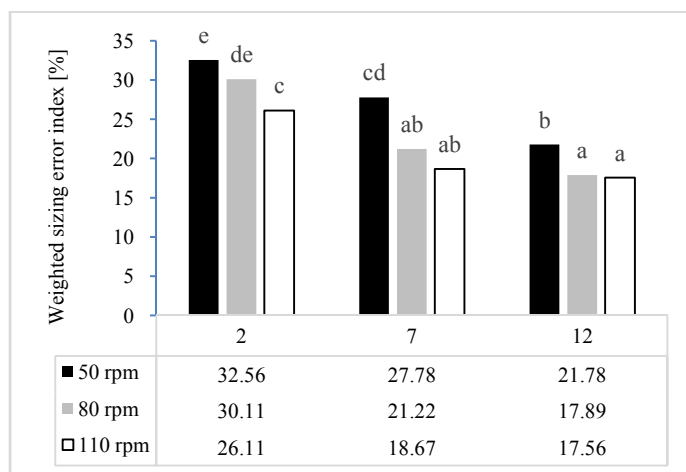 Weighted sizing error index [%]
35
30
25
20
15
10
5
0
e
de
c
cd
ab
ab
b
a
a
2 7 12
50 rpm 32.56 27.78 21.78
80 rpm 30.11 21.22 17.89
110 rpm 26.11 18.67 17.56